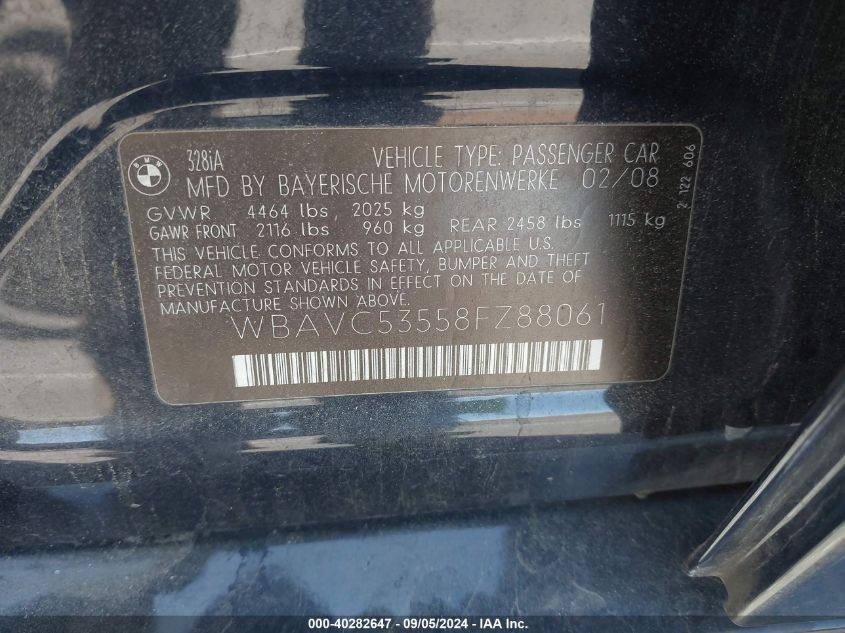 BMW
328iA
VEHICLE TYPE: PASSENGER CAR
MFD BY BAYERISCHE MOTORENWERKE 02/08
GVWR 4464 lbs, 2025 kg
GAWR FRONT 2116 lbs 960 kg REAR 2458 lbs 1115 kg
THIS VEHICLE CONFORMS TO ALL APPLICABLE U.S.
FEDERAL MOTOR VEHICLE SAFETY, BUMPER AND THEFT
PREVENTION STANDARDS IN EFFECT ON THE DATE OF
MANUFACTURE SHOWN ABOVE.
WBAVC53558FZ88061
2 122 606
000-40282647 - 09/05/2024 - IAA Inc.